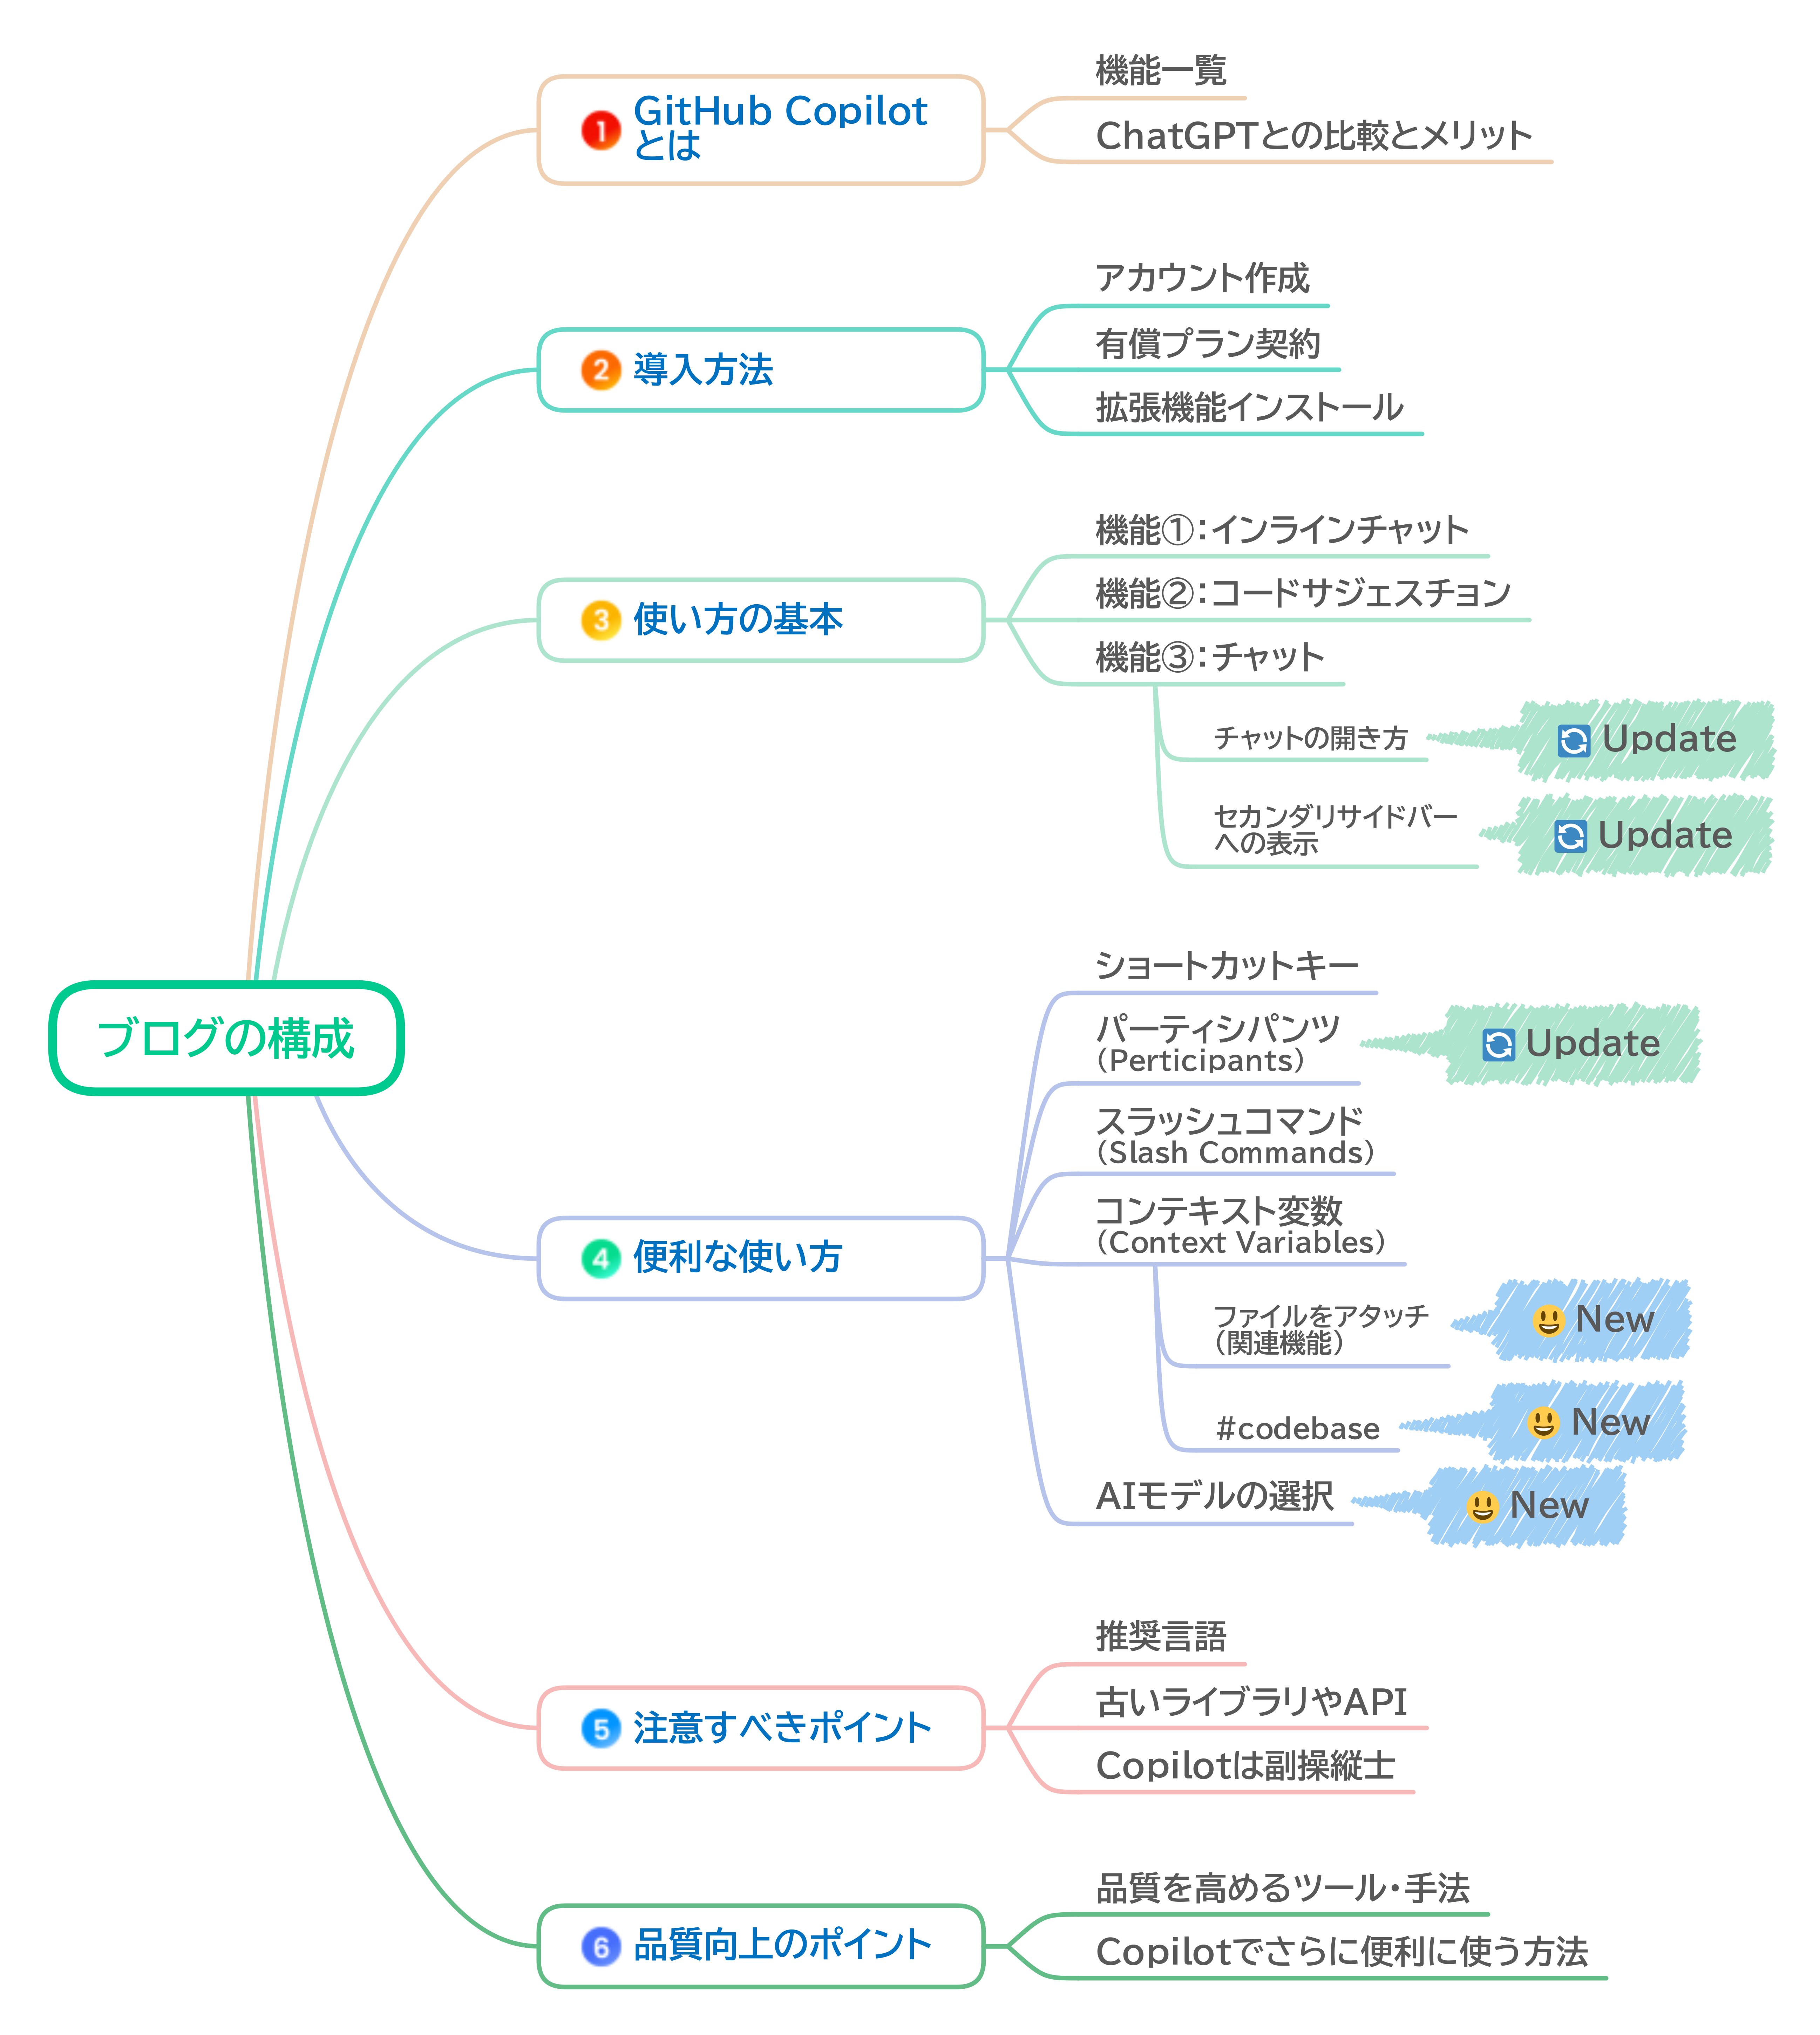 ブログの構成
1 GitHub Copilot
とは
機能一覧
ChatGPTとの比較とメリット
2 導入方法
アカウント作成
有償プラン契約
拡張機能インストール
3 使い方の基本
機能①：インラインチャット
機能②：コードサジェスチョン
機能③：チャット
チャットの開き方
Update
セカンダリサイドバー
への表示
Update
4 便利な使い方
ショートカットキー
パーティシパンツ
（Perticipants）
Update
スラッシュコマンド
（Slash Commands）
コンテキスト変数
（Context Variables）
ファイルをアタッチ
（関連機能）
New
#codebase
New
AIモデルの選択
New
5 注意すべきポイント
推奨言語
古いライブラリやAPI
Copilotは副操縦士
6 品質向上のポイント
品質を高めるツール・手法
Copilotでさらに便利に使う方法